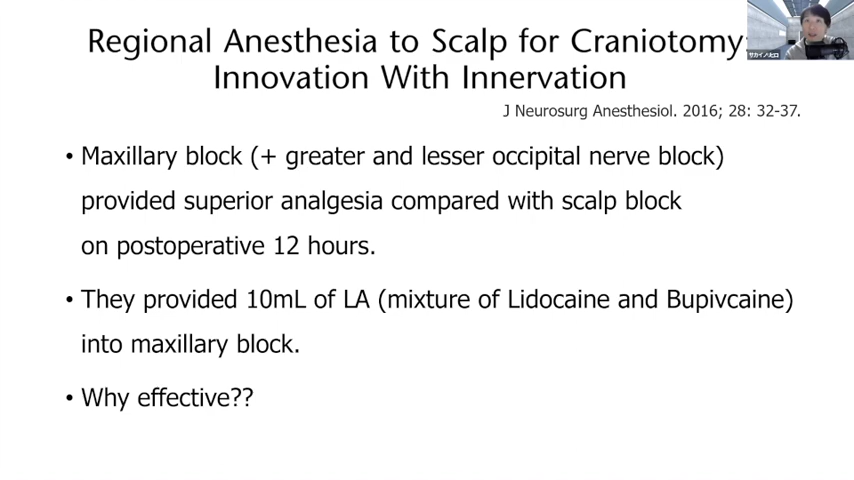 Regional Anesthesia to Scalp for Craniotomy:
Innovation With Innervation
J Neurosurg Anesthesiol. 2016; 28: 32-37.
• Maxillary block (+ greater and lesser occipital nerve block)
provided superior analgesia compared with scalp block
on postoperative 12 hours.
• They provided 10mL of LA (mixture of Lidocaine and Bupivcaine)
into maxillary block.
• Why effective??